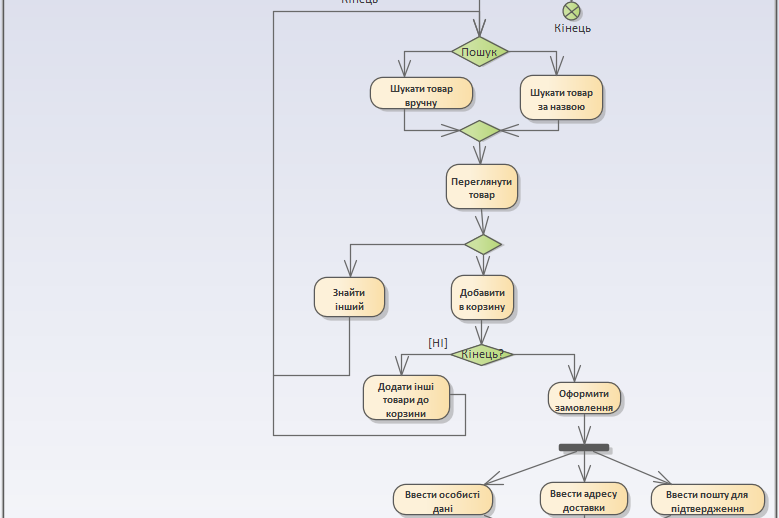 Кінець
Кінець
Пошук
Шукати товар
вручну
Шукати товар
за назвою
Переглянути
товар
Знайти
інший
Добавити
в корзину
[НІ]
Кінець?
Додати інші
товари до
корзини
Оформити
замовлення
Ввести особисті
дані
Ввести адресу
доставки
Ввести пошту для
підтвердження